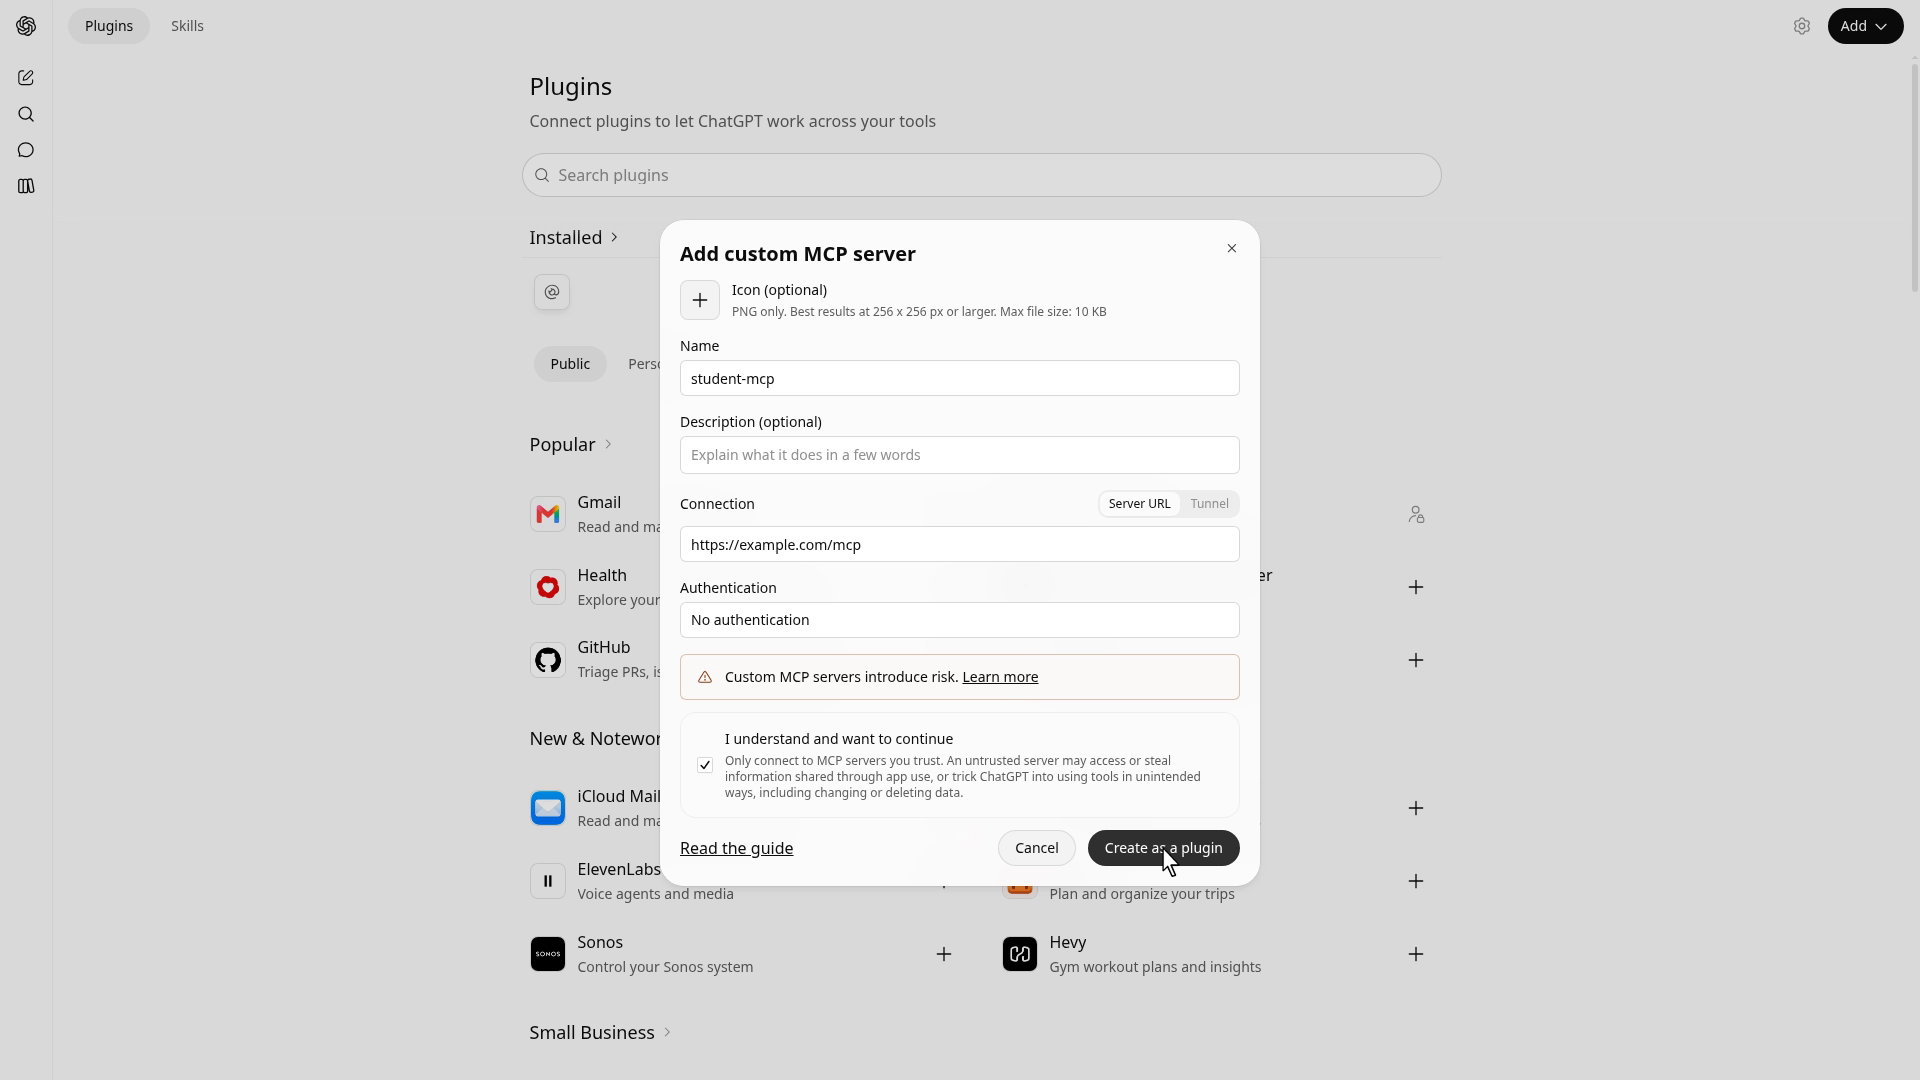 Plugins
Skills
Add
Plugins
Connect plugins to let ChatGPT work across your tools
Search plugins
Installed
Public
Perso
Popular
Gmail
Read and ma
Health
Explore your
er
GitHub
Triage PRs, is
New & Notewor
iCloud Mail
Read and ma
ElevenLabs
Voice agents and media
Plan and organize your trips
SONOS
Sonos
Control your Sonos system
Hevy
Gym workout plans and insights
Small Business
Add custom MCP server
Icon (optional)
PNG only. Best results at 256 x 256 px or larger. Max file size: 10 KB
Name
student-mcp
Description (optional)
Explain what it does in a few words
Connection
Server URL
Tunnel
https://example.com/mcp
Authentication
No authentication
Custom MCP servers introduce risk. Learn more
I understand and want to continue
Only connect to MCP servers you trust. An untrusted server may access or steal
information shared through app use, or trick ChatGPT into using tools in unintended
ways, including changing or deleting data.
Read the guide
Cancel
Create as a plugin